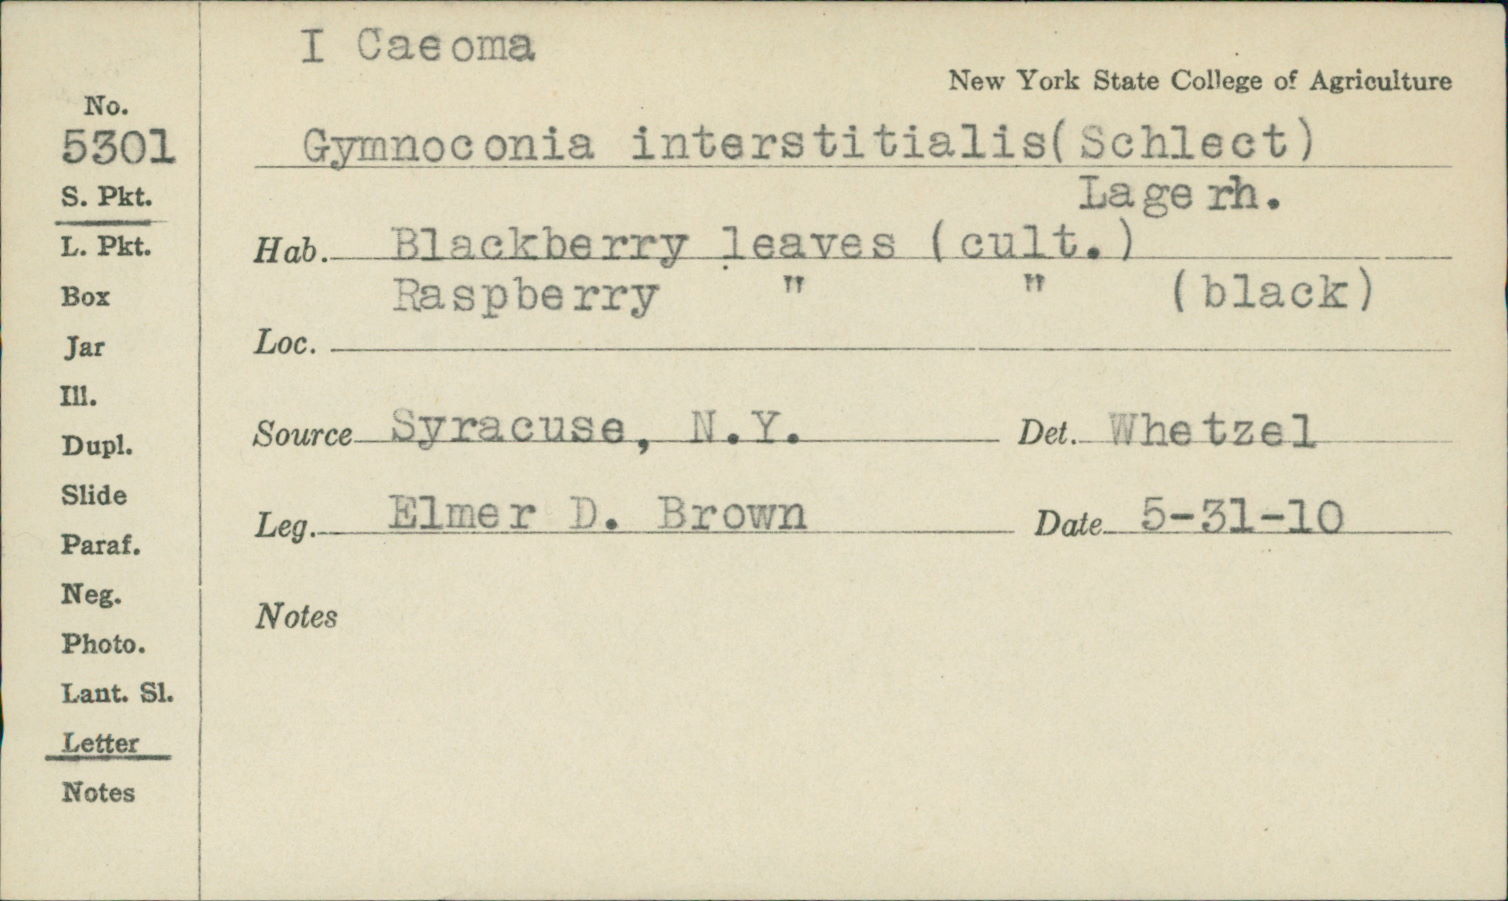 I Caeoma
New York State College of Agriculture
No.
5301
Gymnoconia interstitialis(Schlect)
Lagerh.
S. Pkt.
L. Pkt.
Hab. Blackberry leaves (cult.)
Raspberry " " (black)
Box
Jar
Loc.
Ill.
Dupl.
Source Syracuse, N.Y. Det. Whetzel
Slide
Leg. Elmer D. Brown Date 5-31-10
Paraf.
Neg.
Notes
Photo.
Lant. Sl.
Letter
Notes